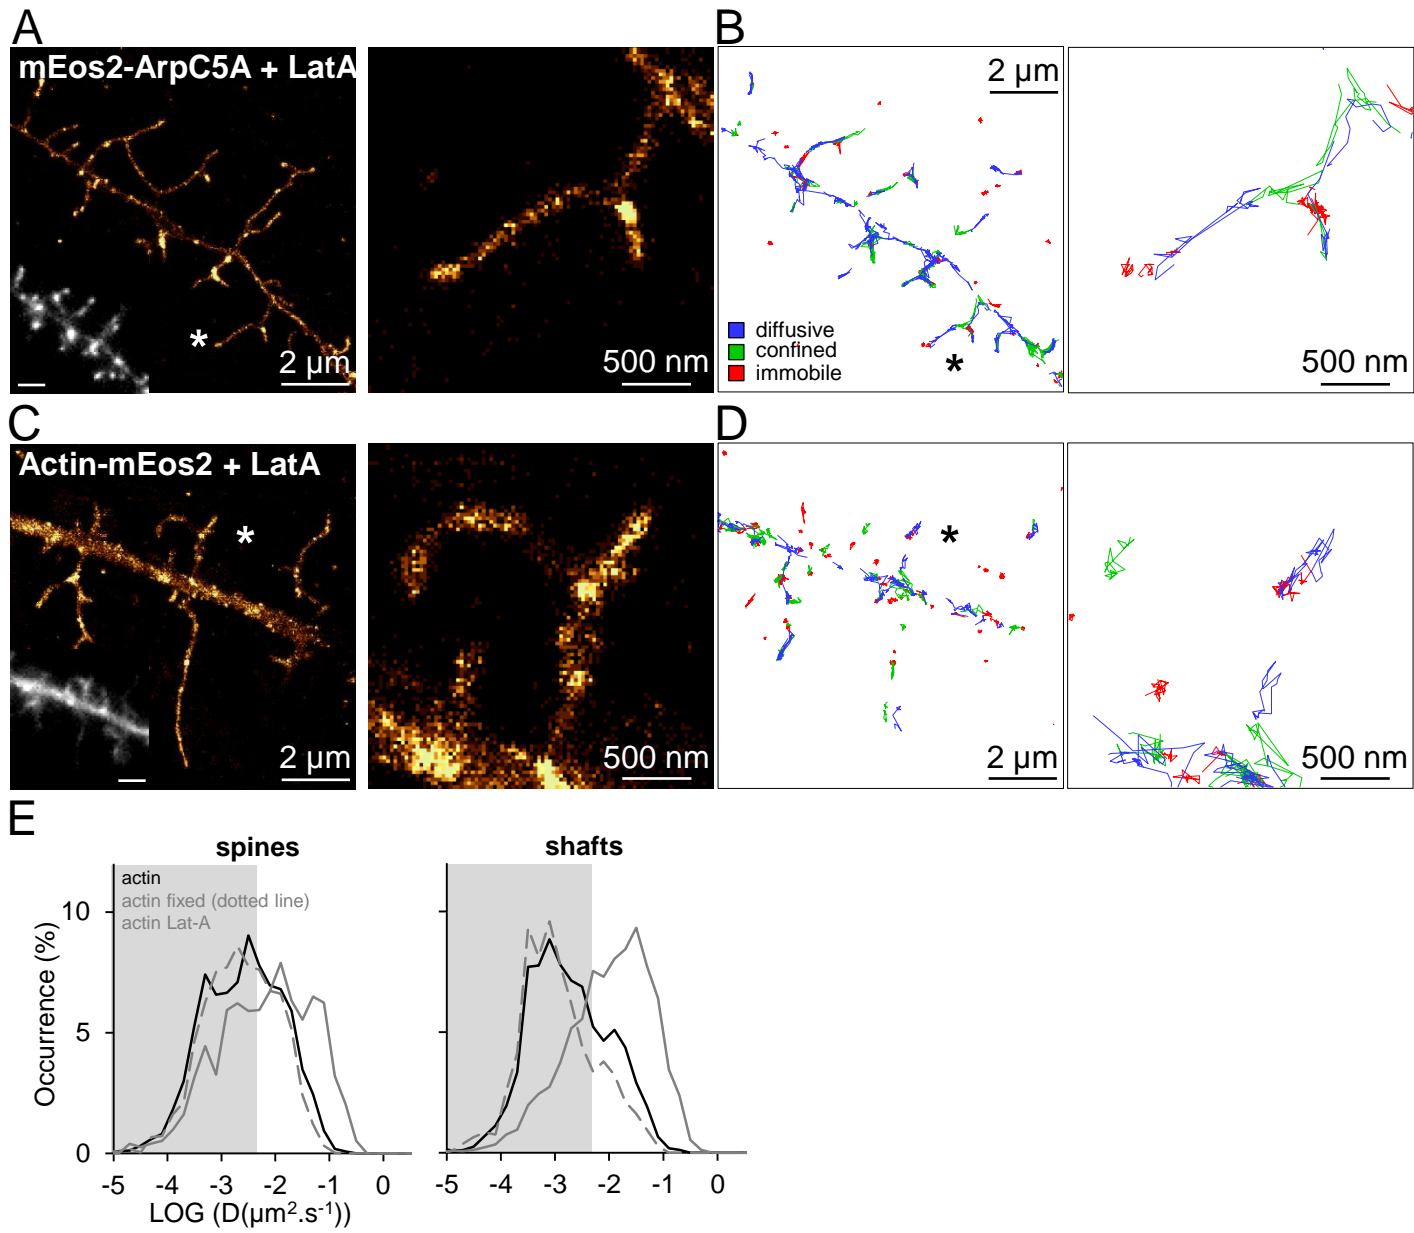 A
mEos2-ArpC5A + LatA
*
2 µm
500 nm
B
2 µm
diffusive
confined
immobile
*
500 nm
C
Actin-mEos2 + LatA
*
2 µm
500 nm
D
*
2 µm
500 nm
E
spines
shafts
actin
actin fixed (dotted line)
actin Lat-A
Occurrence (%)
10
5
0
-5 -4 -3 -2 -1 0
-5 -4 -3 -2 -1 0
LOG (D(µm².s⁻¹))